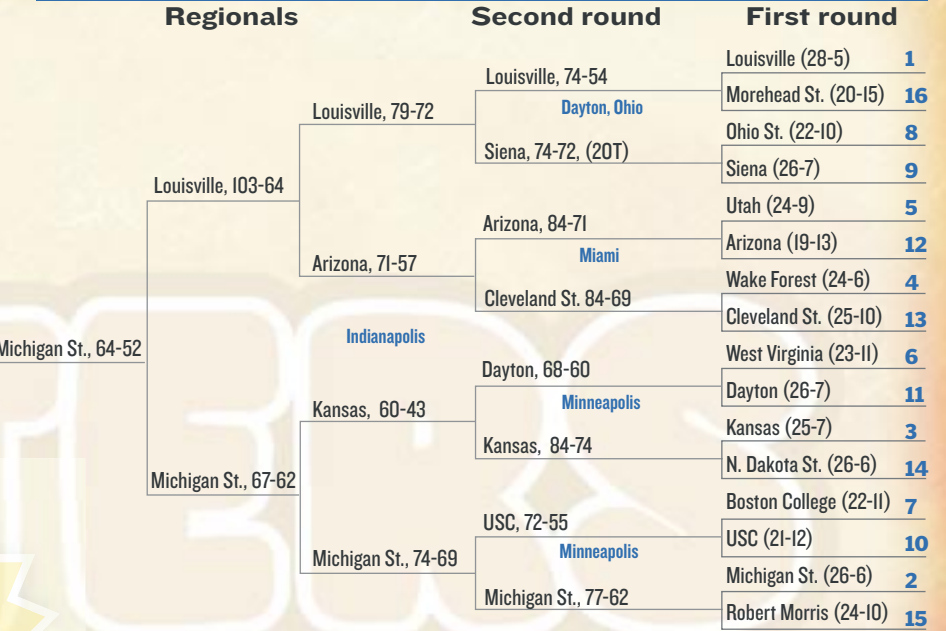 Regionals Second round First round
Louisville (28-5) 1
Morehead St. (20-15) 16
Ohio St. (22-10) 8
Siena (26-7) 9
Utah (24-9) 5
Arizona (19-13) 12
Wake Forest (24-6) 4
Cleveland St. (25-10) 13
West Virginia (23-11) 6
Dayton (26-7) 11
Kansas (25-7) 3
N. Dakota St. (26-6) 14
Boston College (22-11) 7
USC (21-12) 10
Michigan St. (26-6) 2
Robert Morris (24-10) 15
Louisville, 74-54
Dayton, Ohio
Siena, 74-72, (2OT)
Arizona, 84-71
Miami
Cleveland St. 84-69
Dayton, 68-60
Minneapolis
Kansas, 84-74
USC, 72-55
Minneapolis
Michigan St., 77-62
Louisville, 79-72
Arizona, 71-57
Indianapolis
Kansas, 60-43
Michigan St., 74-69
Louisville, 103-64
Michigan St., 67-62
Michigan St., 64-52